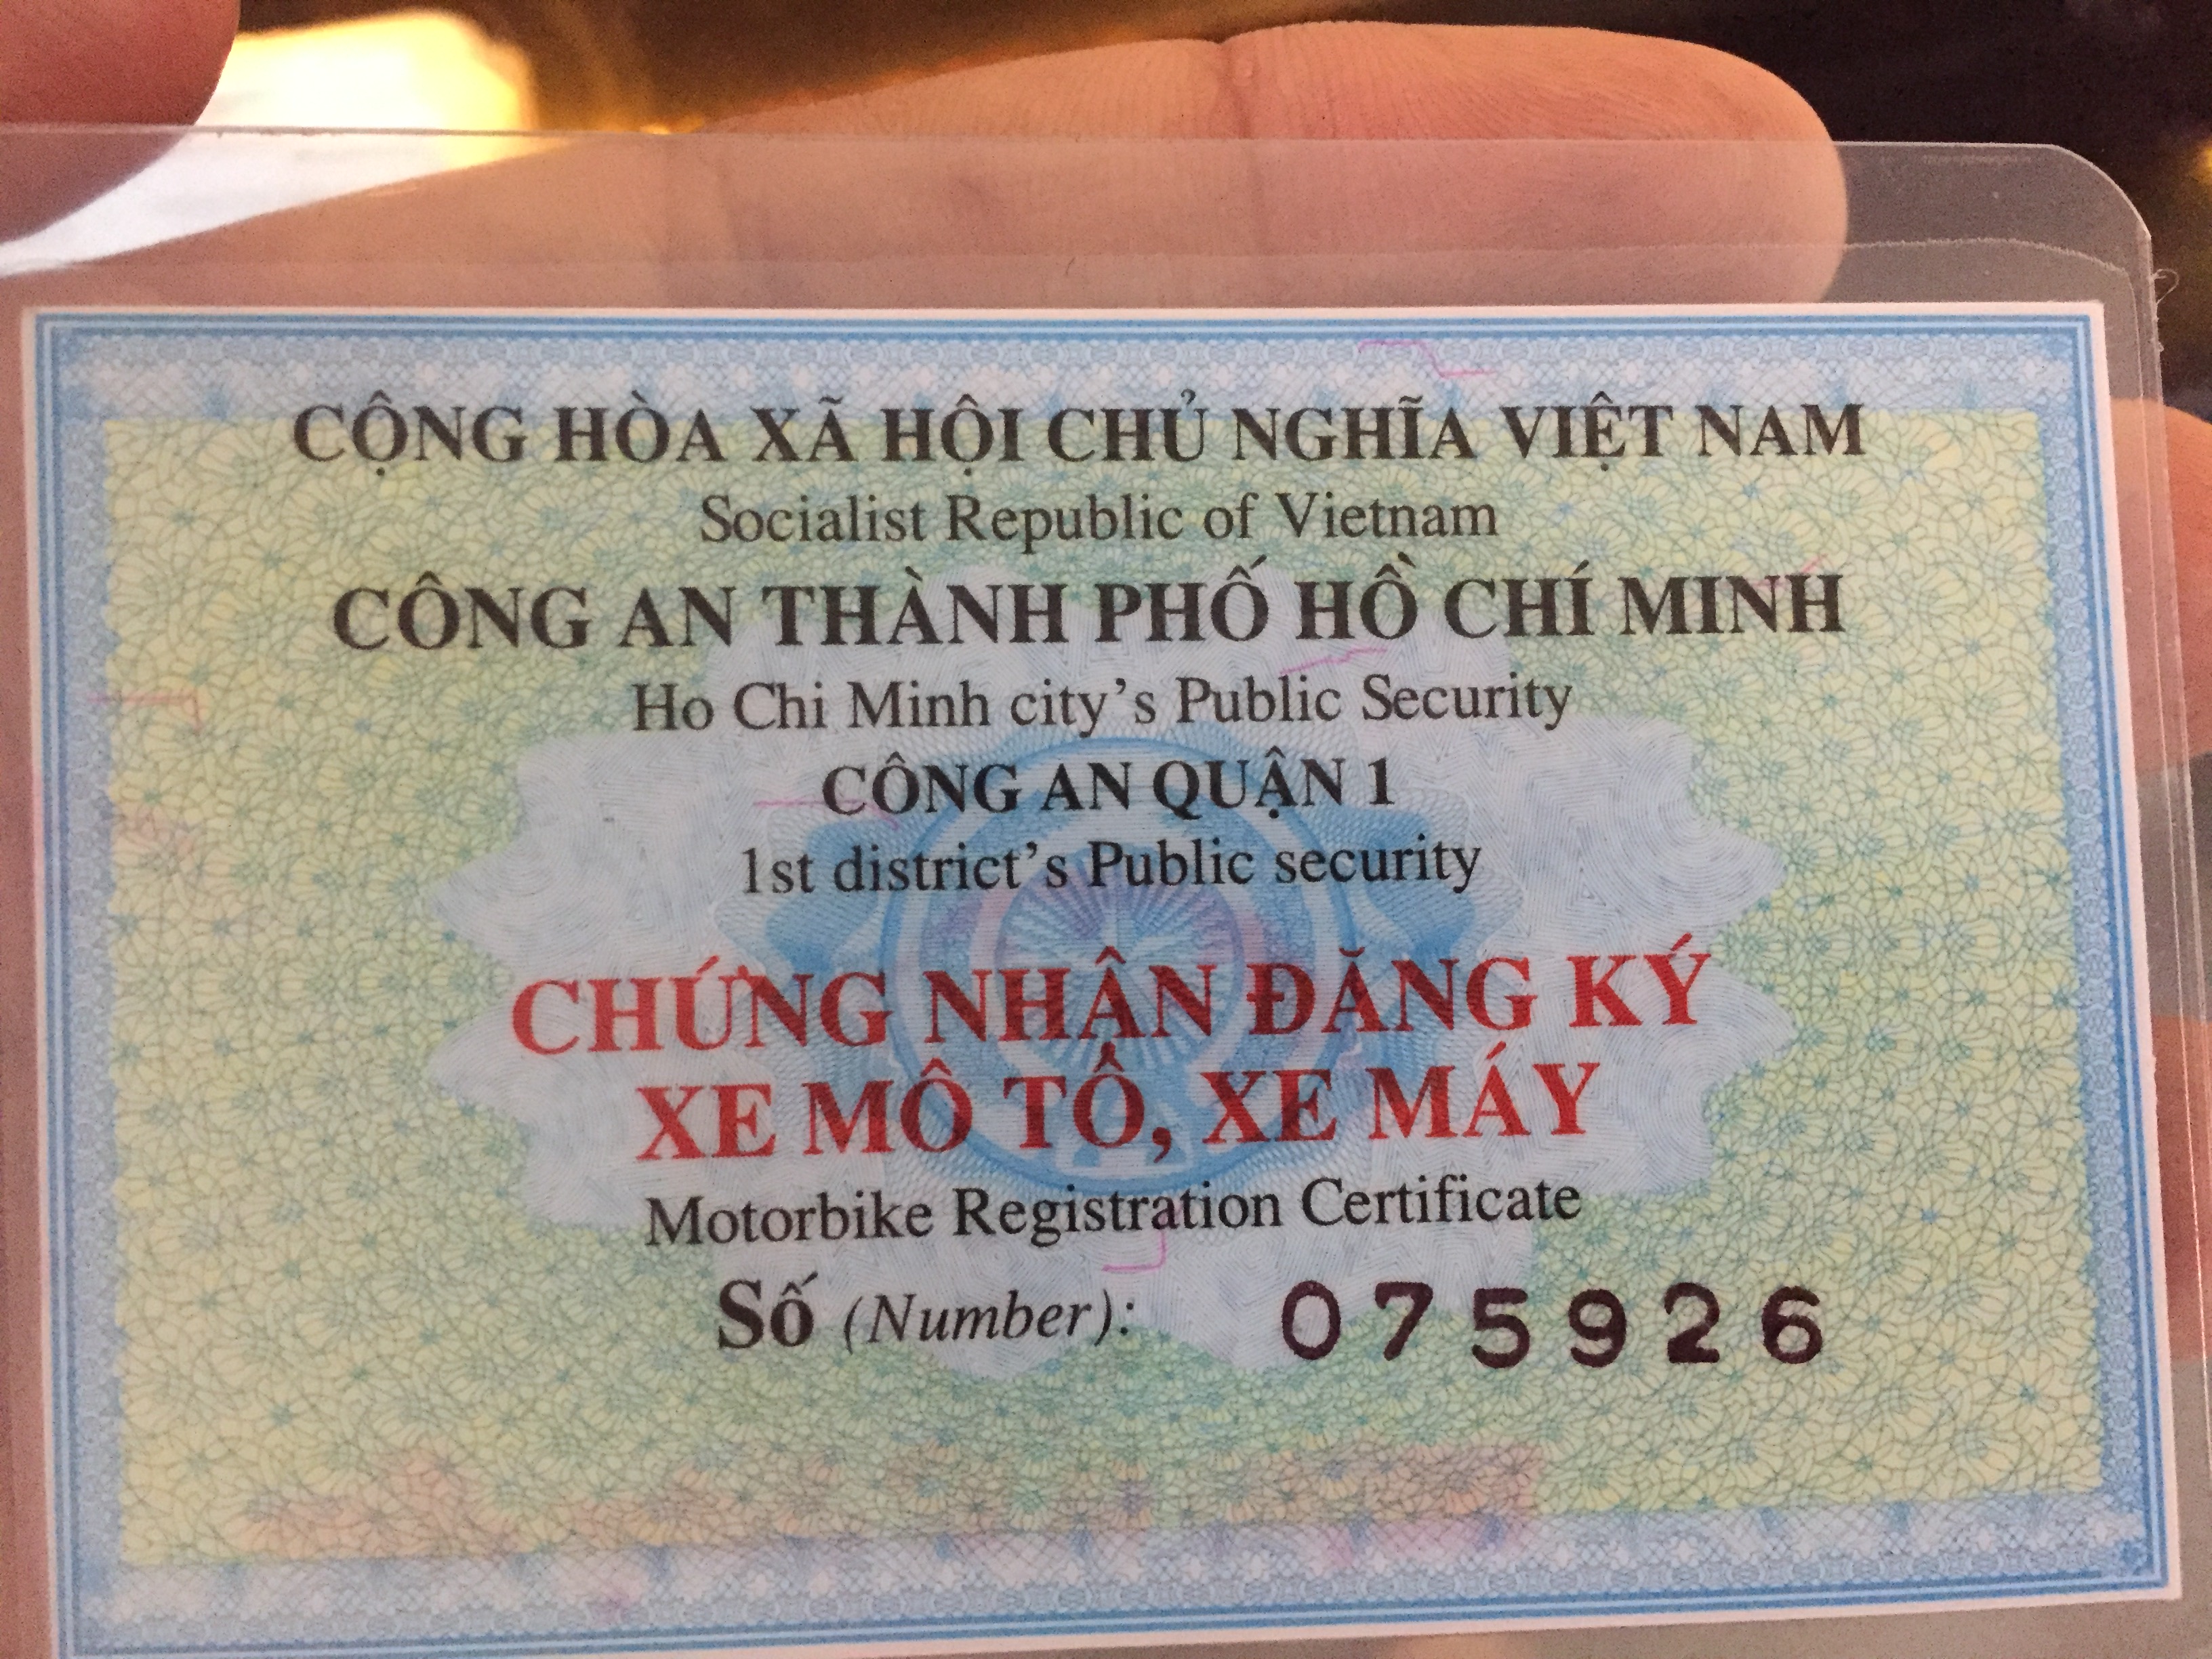 CỘNG HÒA XÃ HỘI CHỦ NGHĨA VIỆT NAM
Socialist Republic of Vietnam
CÔNG AN THÀNH PHỐ HỒ CHÍ MINH
Ho Chi Minh city's Public Security
CÔNG AN QUẬN 1
1st district's Public security
CHỨNG NHẬN ĐĂNG KÝ
XE MÔ TÔ, XE MÁY
Motorbike Registration Certificate
Số (Number): 075926